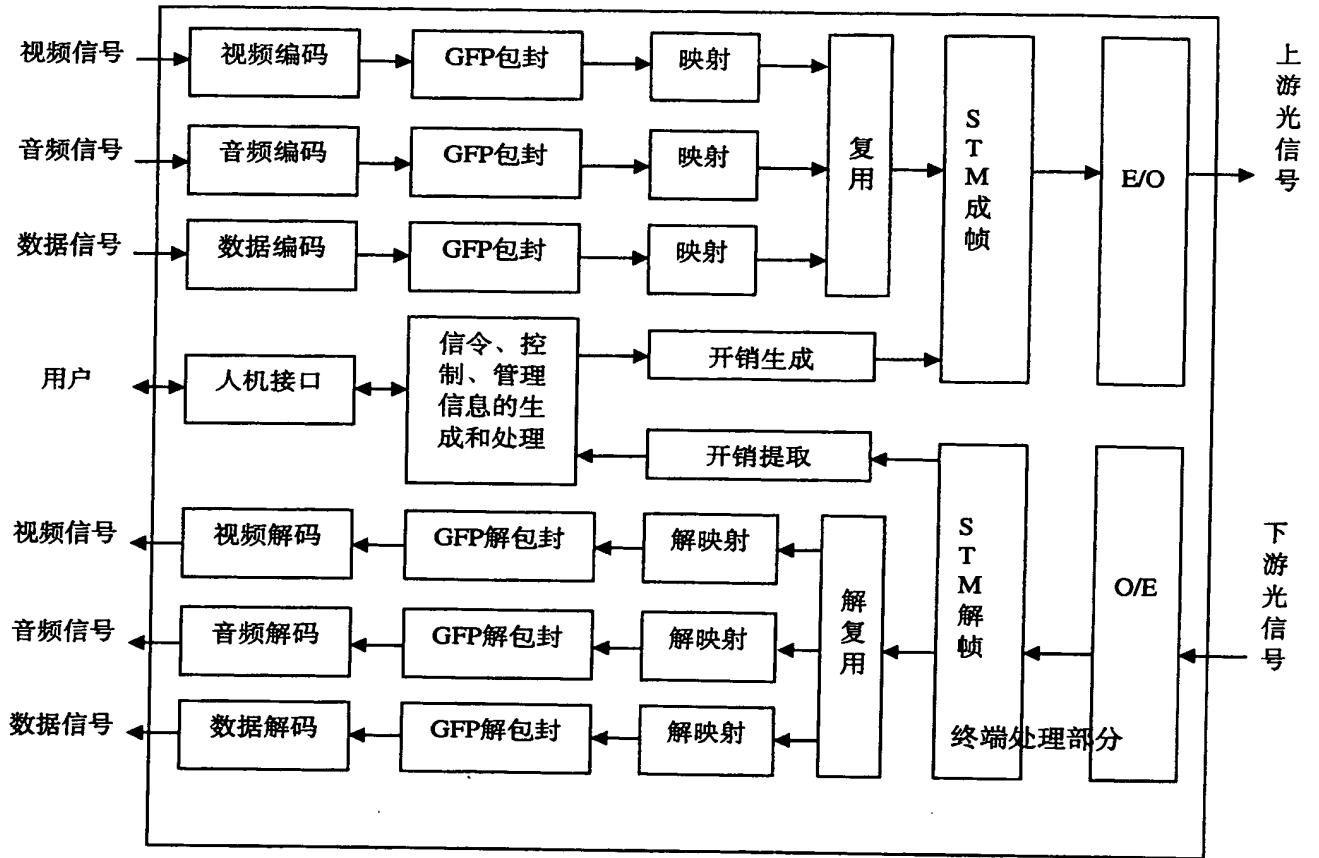 视频信号 视频编码 GFP包封 映射
音频信号 音频编码 GFP包封 映射
数据信号 数据编码 GFP包封 映射
复用
STM成帧
E/O
上游光信号
用户 人机接口
信令、控
制、管理
信息的生
成和处理
开销生成
开销提取
视频信号 视频解码 GFP解包封 解映射
音频信号 音频解码 GFP解包封 解映射
数据信号 数据解码 GFP解包封 解映射
解复用
STM解帧
O/E
下游光信号
终端处理部分